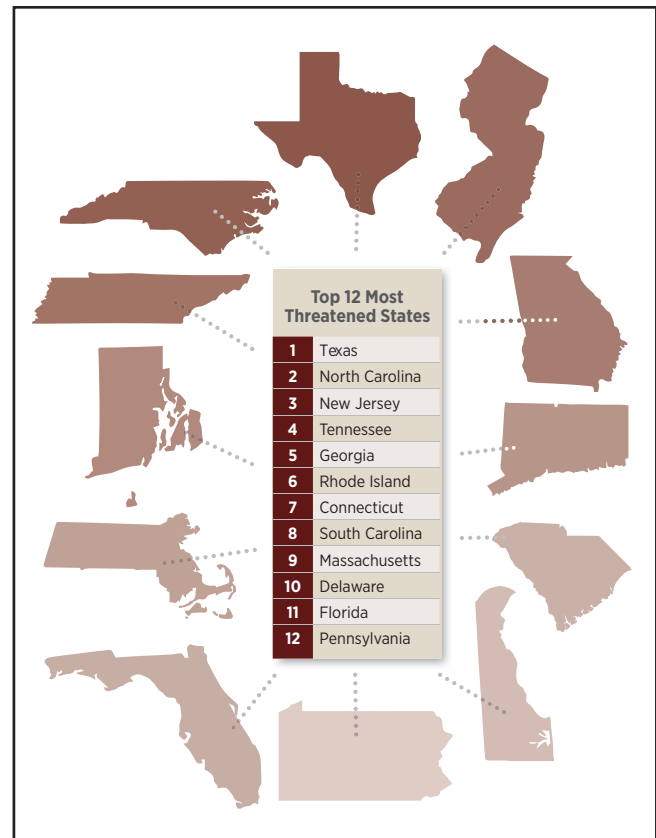 Top 12 Most
Threatened States
1 Texas
2 North Carolina
3 New Jersey
4 Tennessee
5 Georgia
6 Rhode Island
7 Connecticut
8 South Carolina
9 Massachusetts
10 Delaware
11 Florida
12 Pennsylvania